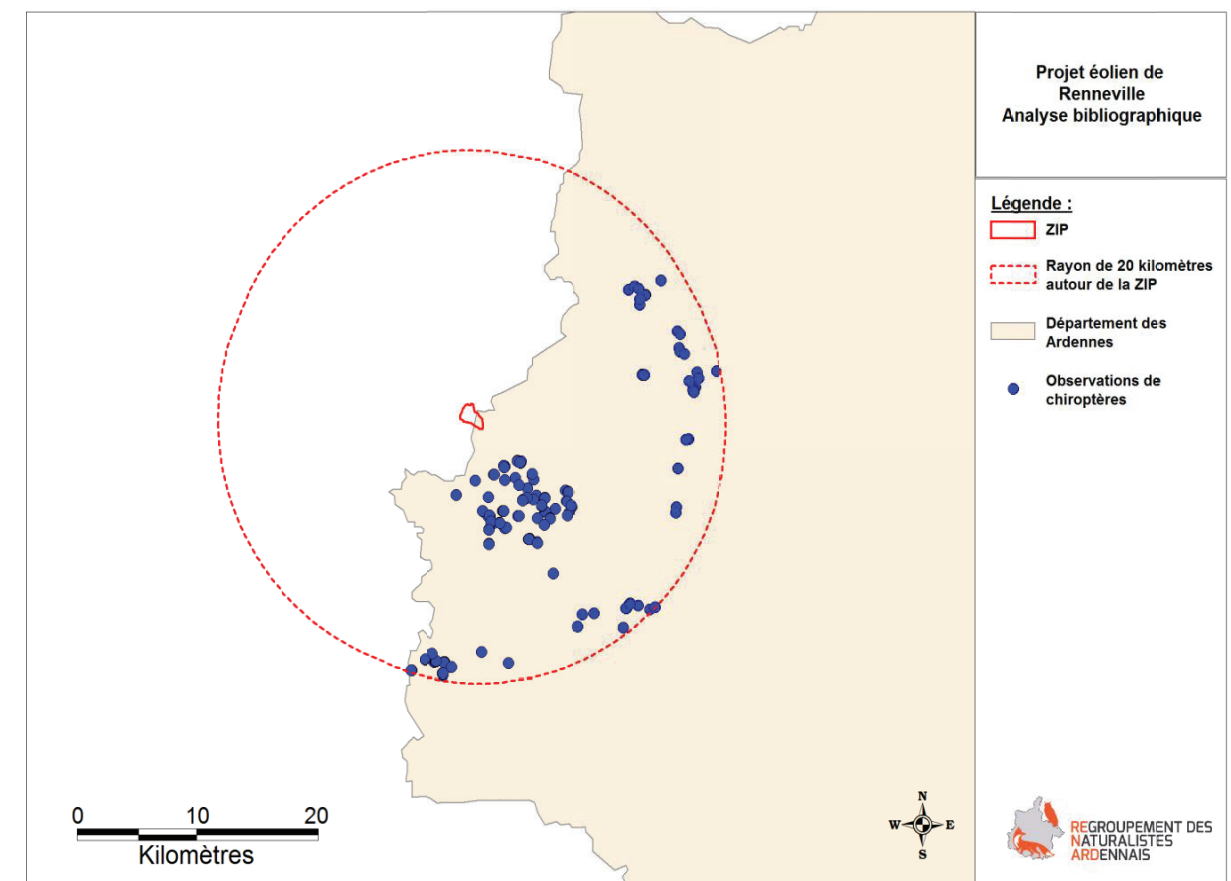 Projet éolien de
Renneville
Analyse bibliographique
Légende :
ZIP
Rayon de 20 kilomètres
autour de la ZIP
Département des
Ardennes
Observations de
chiroptères
0 10 20
Kilomètres
N
W E
S
REGROUPEMENT DES
NATURALISTES
ARDENNAIS